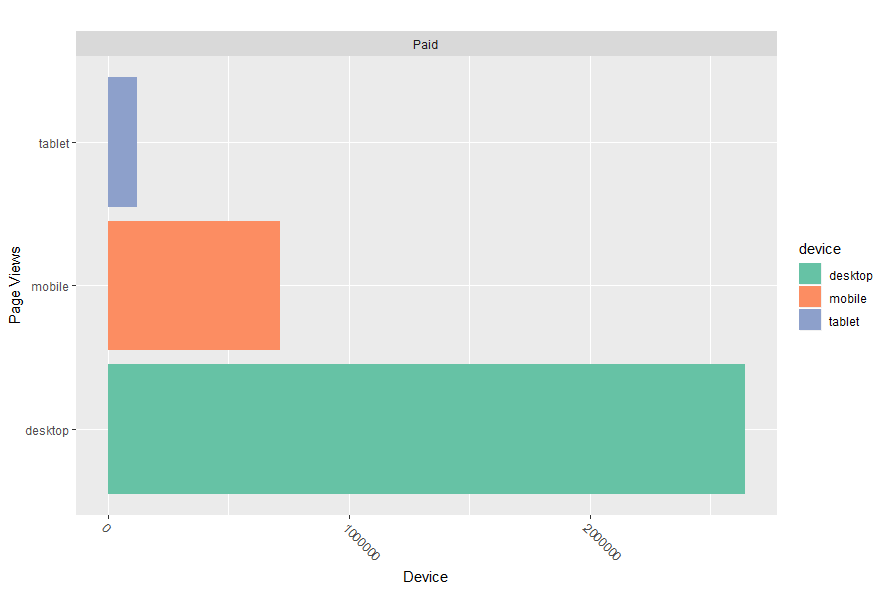 Paid
tablet
mobile
desktop
Page Views
0
1000000
2000000
Device
device
desktop
mobile
tablet